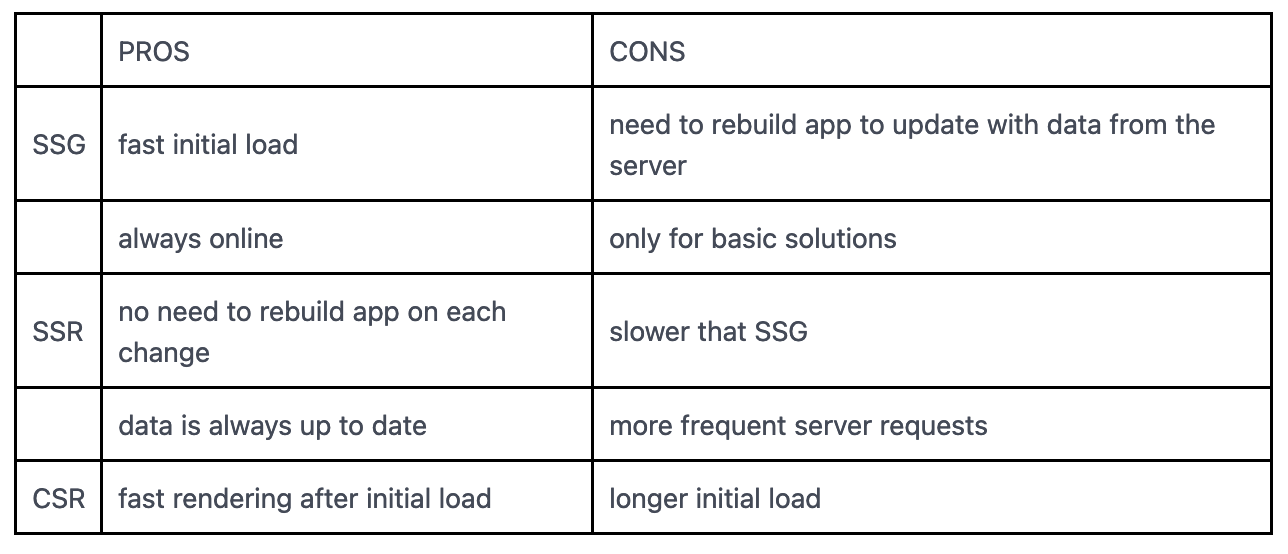 PROS CONS
SSG fast initial load need to rebuild app to update with data from the
server
always online only for basic solutions
SSR no need to rebuild app on each
change
slower that SSG
data is always up to date more frequent server requests
CSR fast rendering after initial load longer initial load